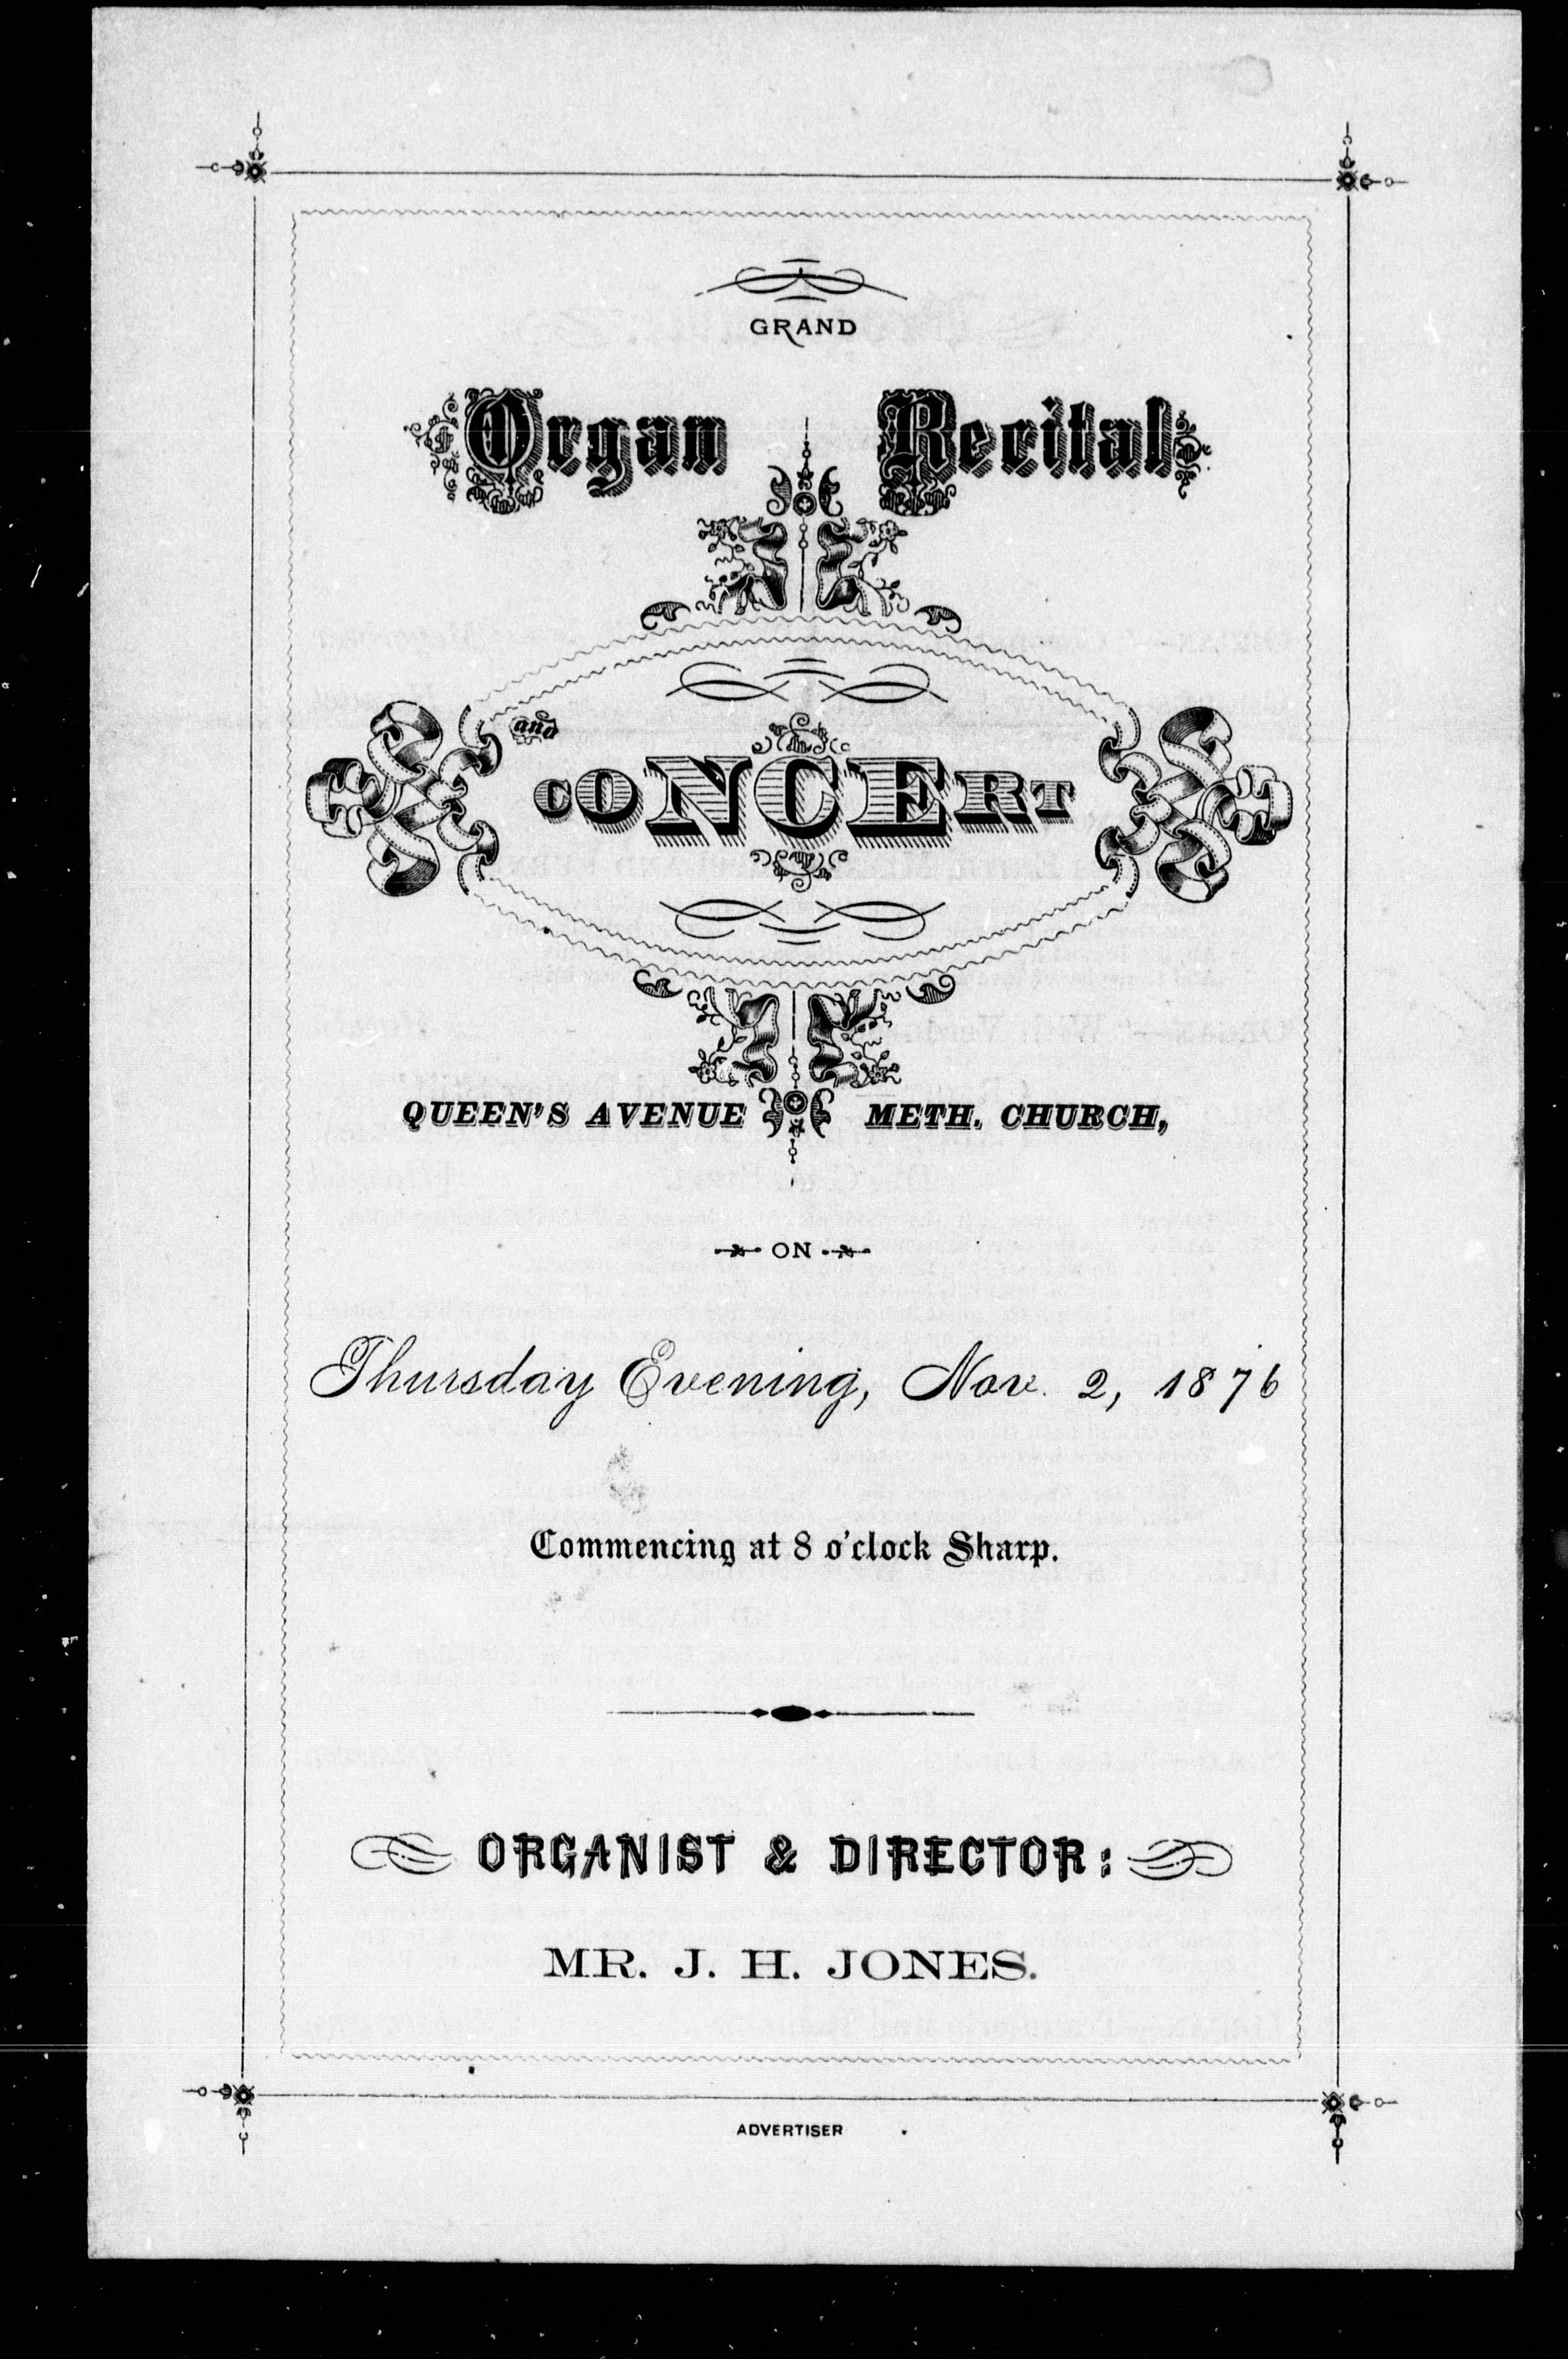 GRAND
Organ Recital
and
CONCERT
QUEEN'S AVENUE METH. CHURCH,
ON
Thursday Evening, Nov. 2, 1876
Commencing at 8 o'clock Sharp.
ORGANIST & DIRECTOR:
MR. J. H. JONES.
ADVERTISER